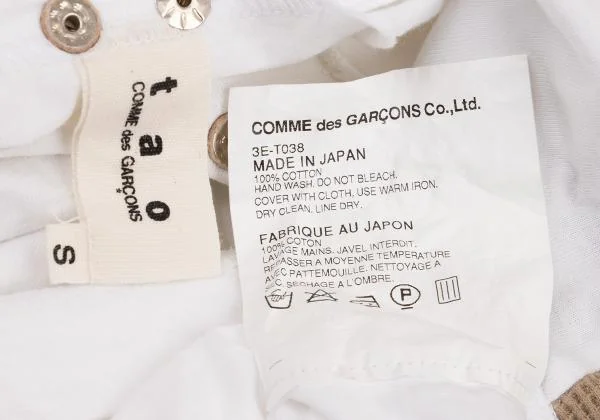 tao
COMME des GARÇONS
S
COMME des GARÇONS Co.,Ltd.
3E-T038
MADE IN JAPAN
100% COTTON
HAND WASH. DO NOT BLEACH.
COVER WITH CLOTH. USE WARM IRON.
DRY CLEAN. LINE DRY.
FABRIQUE AU JAPON
100% COTON
LAVAGE MAINS. JAVEL INTERDIT.
REPASSER A MOYENNE TEMPERATURE
AVEC PATTEMOUILLE. NETTOYAGE A
SEC. SECHAGE A L'OMBRE.
P